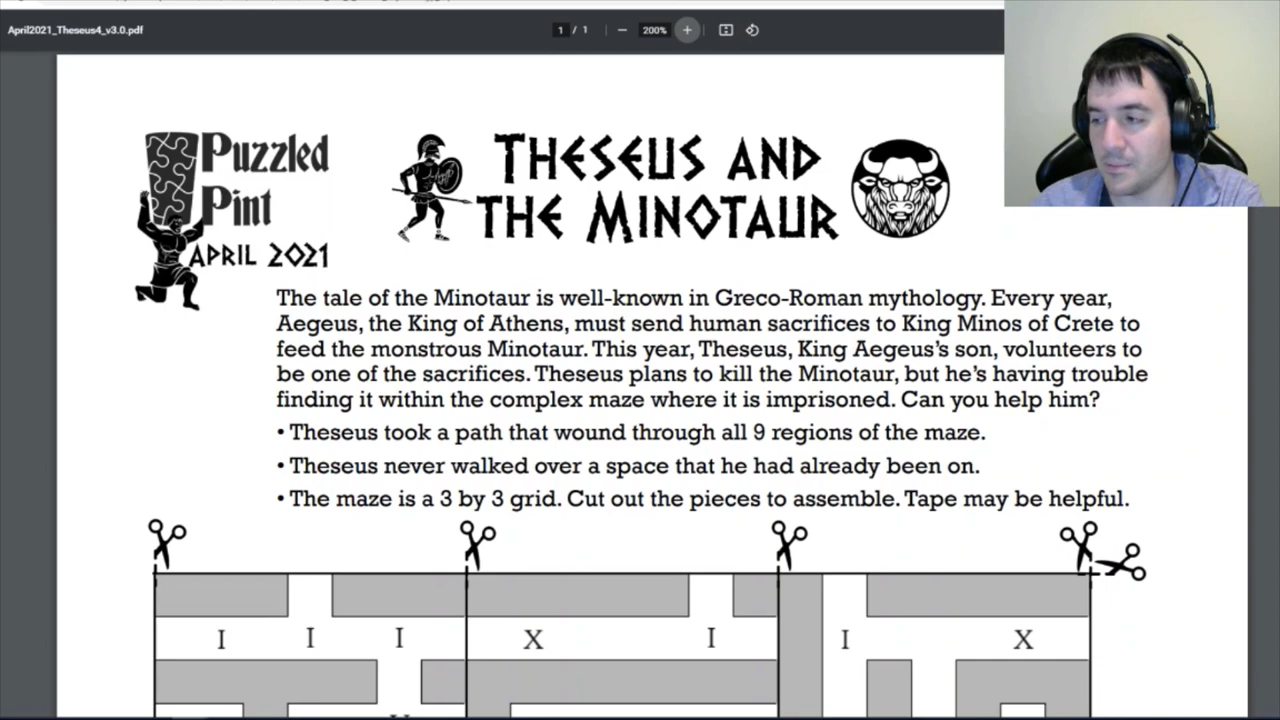 April2021_Theseus4_v3.0.pdf
1 / 1
200%
Puzzled
Pint
APRIL 2021
THESEUS AND
THE MINOTAUR
The tale of the Minotaur is well-known in Greco-Roman mythology. Every year,
Aegeus, the King of Athens, must send human sacrifices to King Minos of Crete to
feed the monstrous Minotaur. This year, Theseus, King Aegeus's son, volunteers to
be one of the sacrifices. Theseus plans to kill the Minotaur, but he's having trouble
finding it within the complex maze where it is imprisoned. Can you help him?
• Theseus took a path that wound through all 9 regions of the maze.
• Theseus never walked over a space that he had already been on.
• The maze is a 3 by 3 grid. Cut out the pieces to assemble. Tape may be helpful.
I I I X I I X